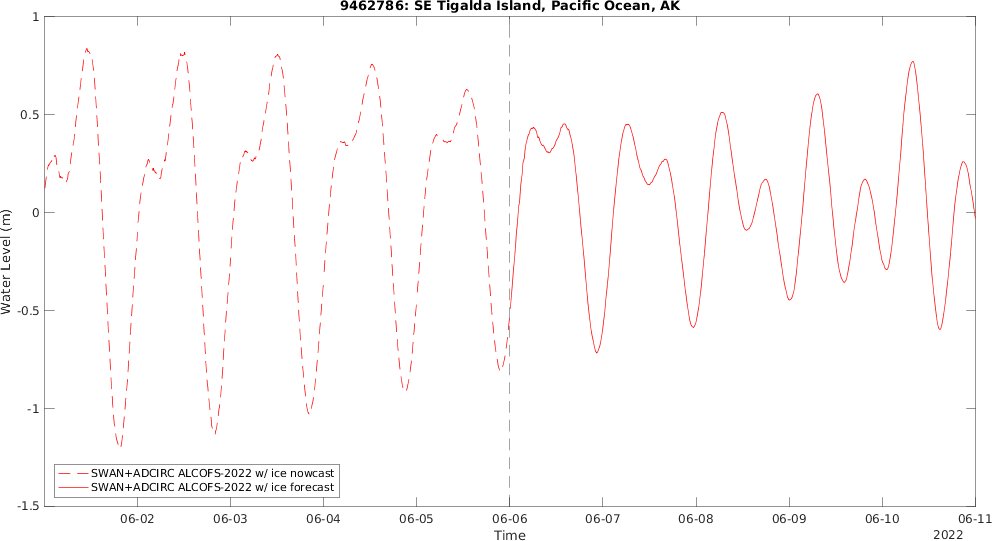 9462786: SE Tigalda Island, Pacific Ocean, AK
1
0.5
0
-0.5
-1
-1.5
Water Level (m)
SWAN+ADCIRC ALCOFS-2022 w/ ice nowcast
SWAN+ADCIRC ALCOFS-2022 w/ ice forecast
06-02 06-03 06-04 06-05 06-06 06-07 06-08 06-09 06-10 06-11
Time
2022